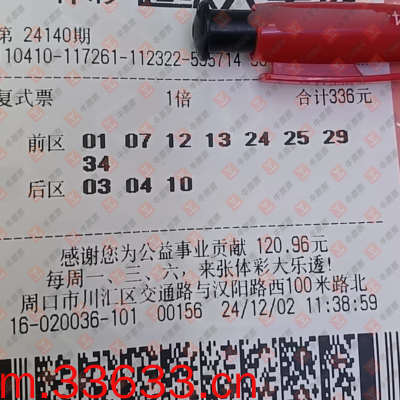 第 24140期
110410-117261-112322-595714
复式票 1倍 合计336元
前区 01 07 12 13 24 25 29
34
后区 03 04 10
感谢您为公益事业贡献 120.96元
每周一、三、六，来张体彩大乐透！
周口市川汇区交通路与汉阳路西100米路北
16-020036-101 00156 24/12/02 11:38:59
m.33633.cn